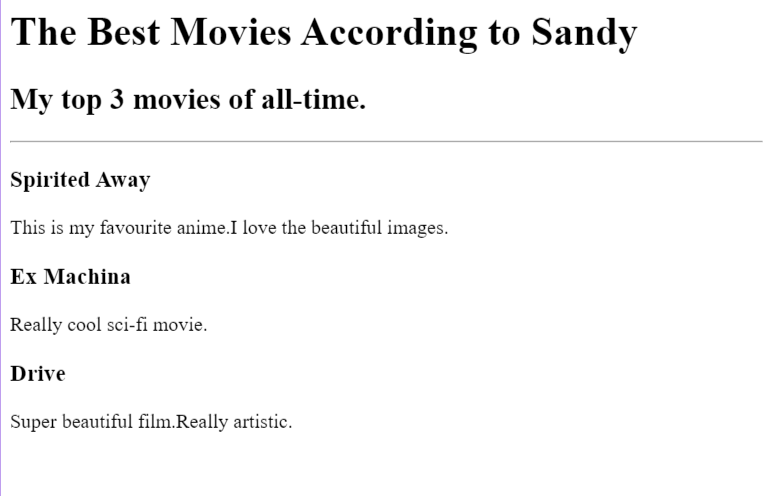 The Best Movies According to Sandy
My top 3 movies of all-time.
Spirited Away
This is my favourite anime.I love the beautiful images.
Ex Machina
Really cool sci-fi movie.
Drive
Super beautiful film.Really artistic.